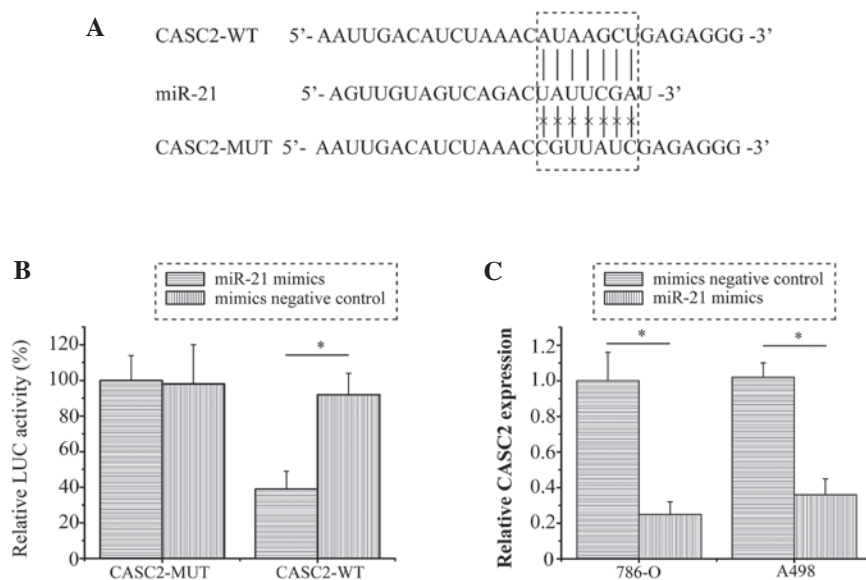 A
CASC2-WT 5’- AAUUGACAUCUAAACAUAAGCUGAGAGGG -3’
miR-21 5’- AGUUGUAGUCAGACUAUUCGAU -3’
CASC2-MUT 5’- AAUUGACAUCUAAACCGUUAUCGAGAGGG -3’
B
miR-21 mimics
mimics negative control
Relative LUC activity (%)
120
100
80
60
40
20
0
*
CASC2-MUT CASC2-WT
C
mimics negative control
miR-21 mimics
Relative CASC2 expression
1.2
1.0
0.8
0.6
0.4
0.2
0
* *
786-O A498